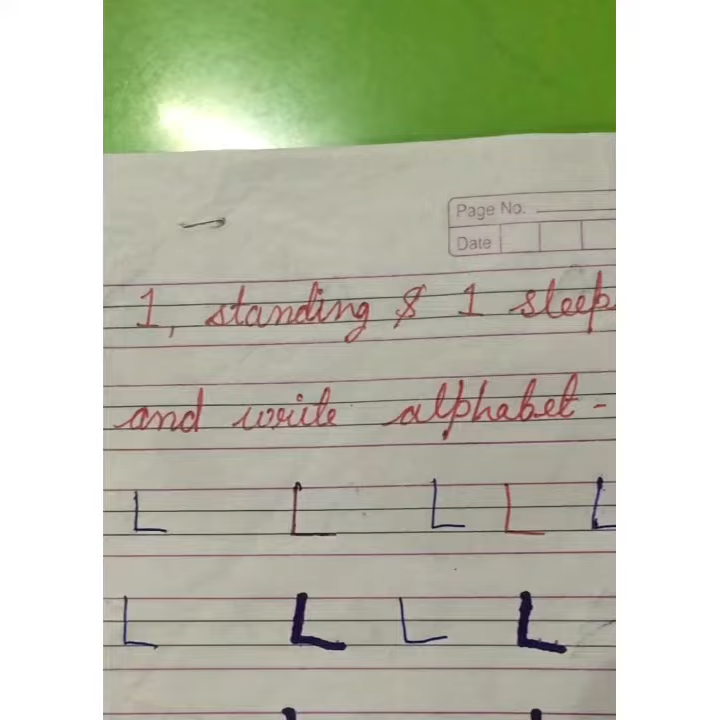 Page No.
Date
1, standing & 1 sleep
and write alphabet -
L L L L L
L L L L